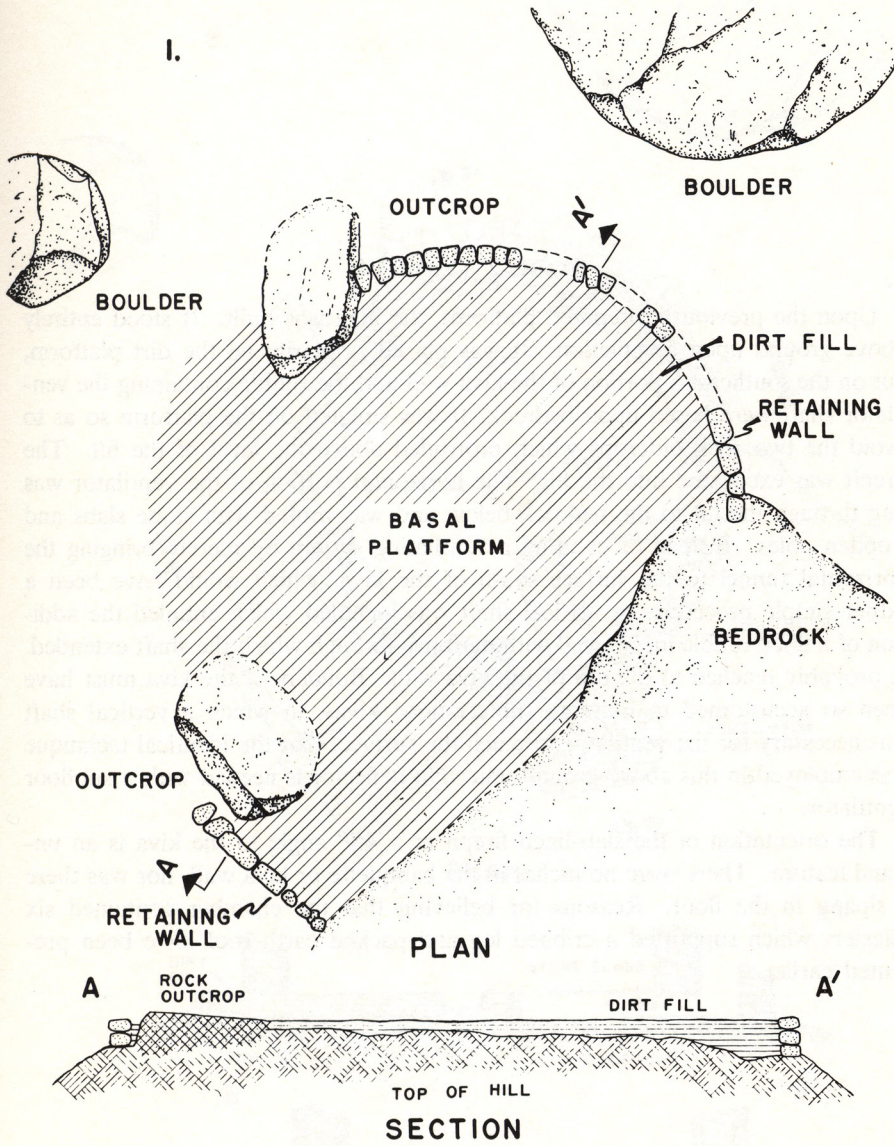 I.
BOULDER
OUTCROP
A'
BOULDER
DIRT FILL
RETAINING
WALL
BASAL
PLATFORM
BEDROCK
OUTCROP
A
RETAINING
WALL
PLAN
A
ROCK
OUTCROP
DIRT FILL
A'
TOP OF HILL
SECTION